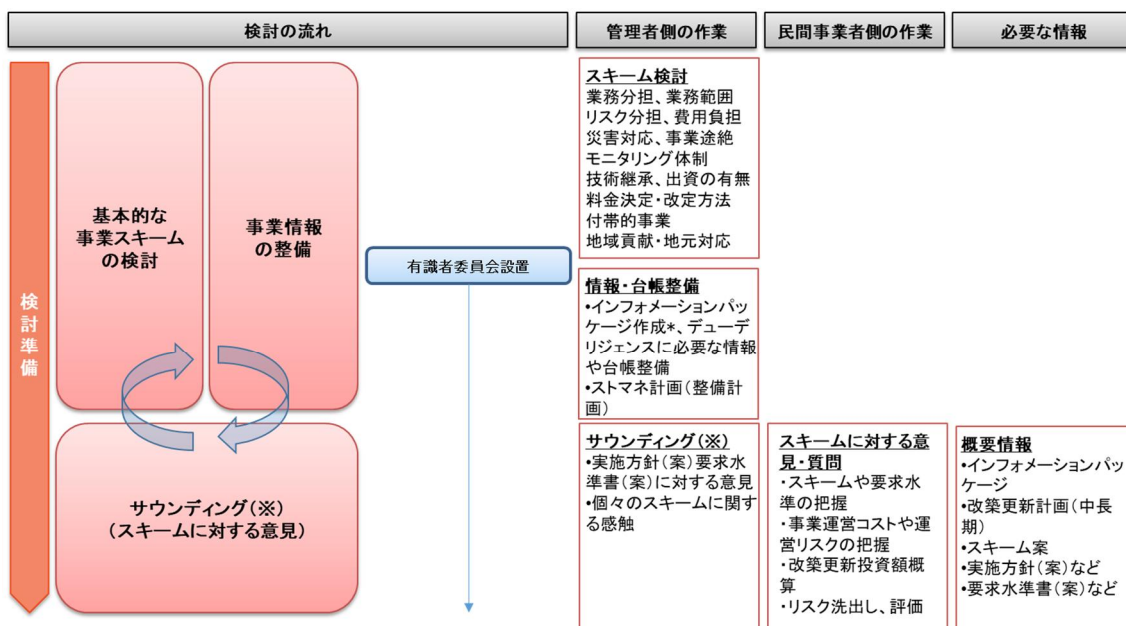 検討の流れ
管理者側の作業
民間事業者側の作業
必要な情報
検討準備
基本的な
事業スキーム
の検討
事業情報
の整備
有識者委員会設置
サウンディング(※)
(スキームに対する意見)
スキーム検討
業務分担、業務範囲
リスク分担、費用負担
災害対応、事業途絶
モニタリング体制
技術継承、出資の有無
料金決定・改定方法
付帯的事業
地域貢献・地元対応
情報・台帳整備
•インフォメーションパッ
ケージ作成*、デューデ
リジェンスに必要な情報
や台帳整備
•ストマネ計画(整備計
画)
サウンディング(※)
•実施方針(案)要求水
準書(案)に対する意見
•個々のスキームに関す
る感触
スキームに対する意
見・質問
・スキームや要求水
準の把握
・事業運営コストや運
営リスクの把握
・改築更新投資額概
算
・リスク洗出し、評価
概要情報
•インフォメーションパッ
ケージ
•改築更新計画(中長
期)
•スキーム案
•実施方針(案)など
•要求水準書(案)など